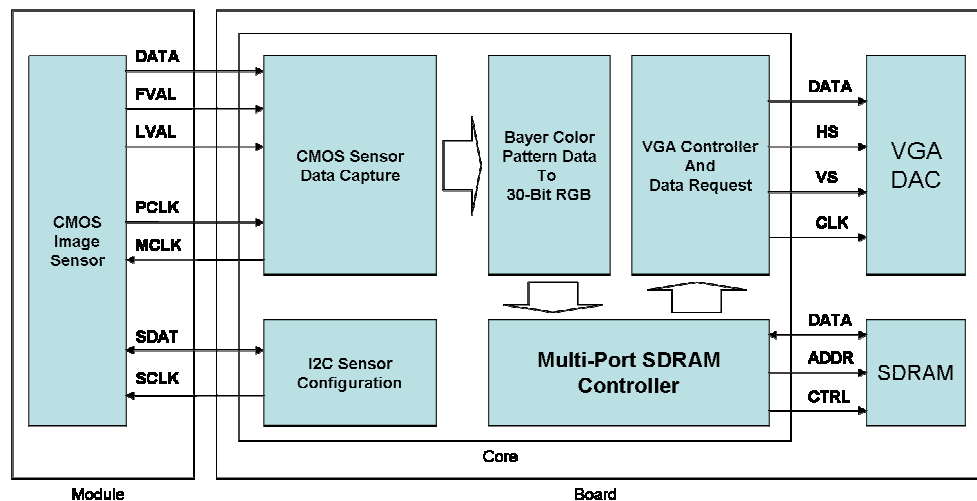 DATA
FVAL
LVAL
PCLK
MCLK
SDAT
SCLK
CMOS
Image
Sensor
CMOS Sensor
Data Capture
I2C Sensor
Configuration
Bayer Color
Pattern Data
To
30-Bit RGB
VGA Controller
And
Data Request
Multi-Port SDRAM
Controller
DATA
HS
VS
CLK
VGA
DAC
DATA
ADDR
CTRL
SDRAM
Core
Module
Board